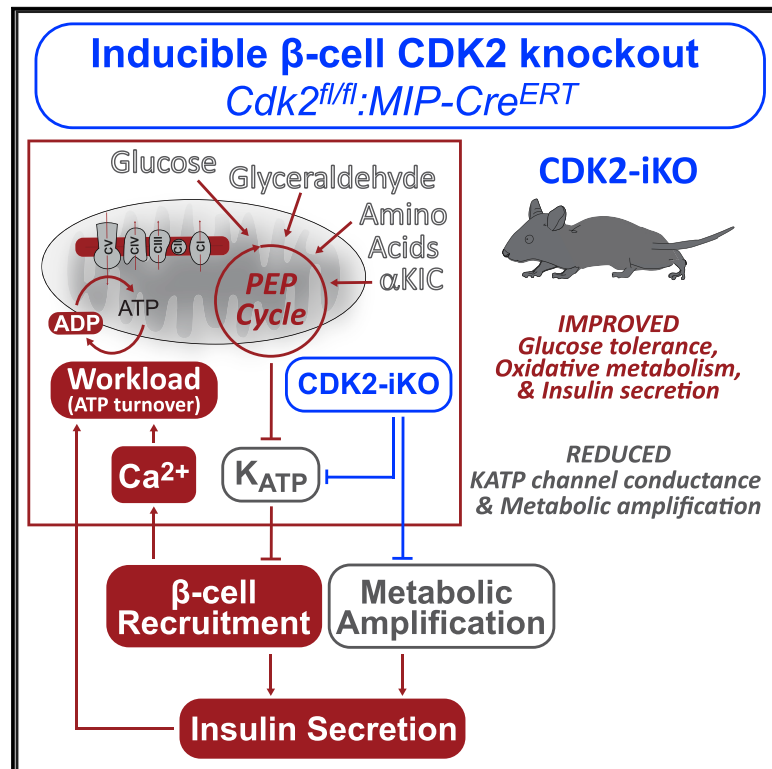 Inducible β-cell CDK2 knockout
Cdk2fl/fl:MIP-CreERT
Glucose
Glyceraldehyde
Amino
Acids
αKIC
CV
CIV
CIII
CII
CI
ATP
ADP
PEP
Cycle
CDK2-iKO
IMPROVED
Glucose tolerance,
Oxidative metabolism,
& Insulin secretion
Workload
(ATP turnover)
CDK2-iKO
Ca2+
KATP
REDUCED
KATP channel conductance
& Metabolic amplification
β-cell
Recruitment
Metabolic
Amplification
Insulin Secretion